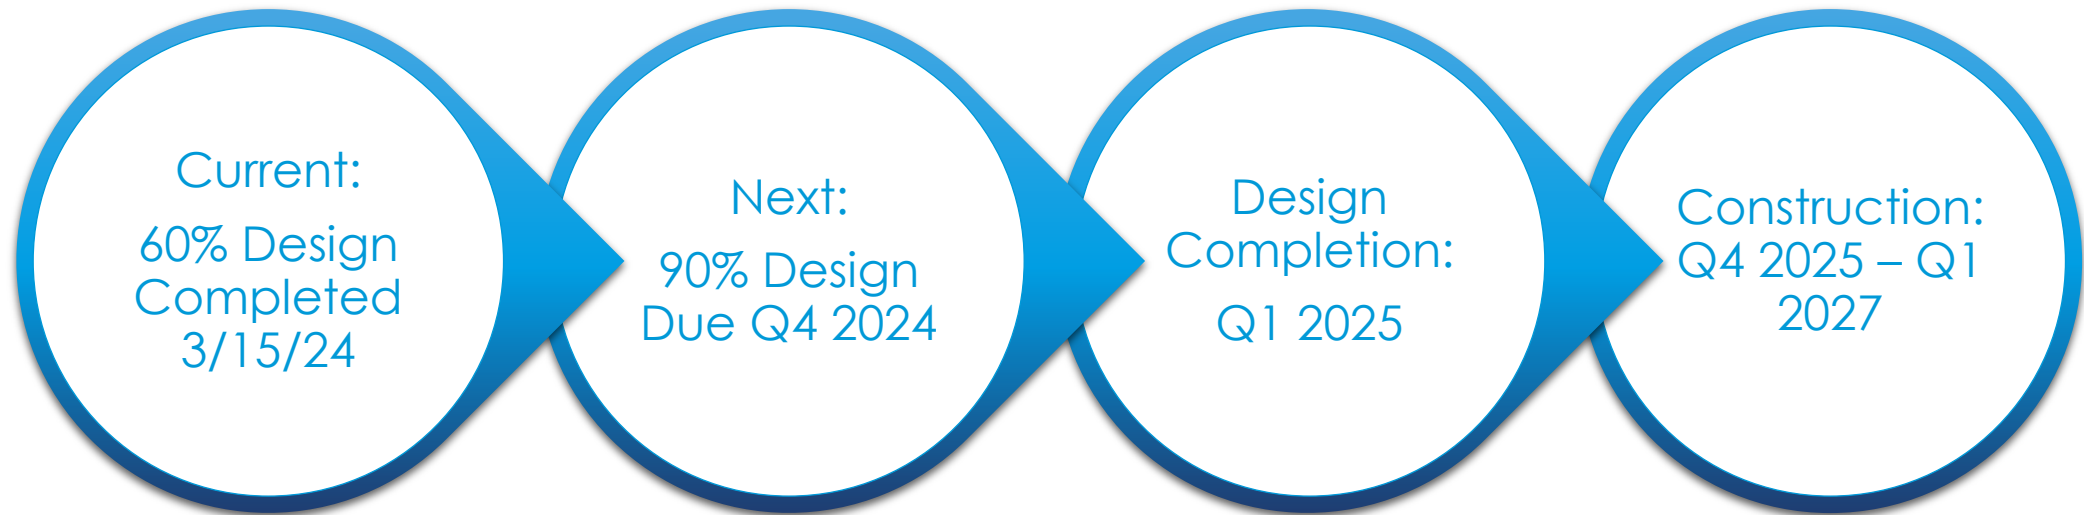 Current:
60% Design
Completed
3/15/24
Next:
90% Design
Due Q4 2024
Design
Completion:
Q1 2025
Construction:
Q4 2025 – Q1
2027